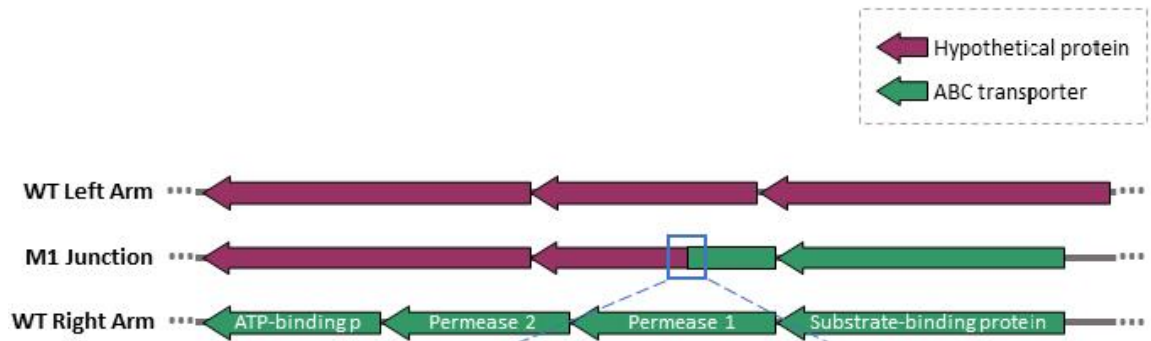 Hypothetical protein
ABC transporter
WT Left Arm
M1 Junction
WT Right Arm
ATP-binding p
Permease 2
Permease 1
Substrate-binding protein